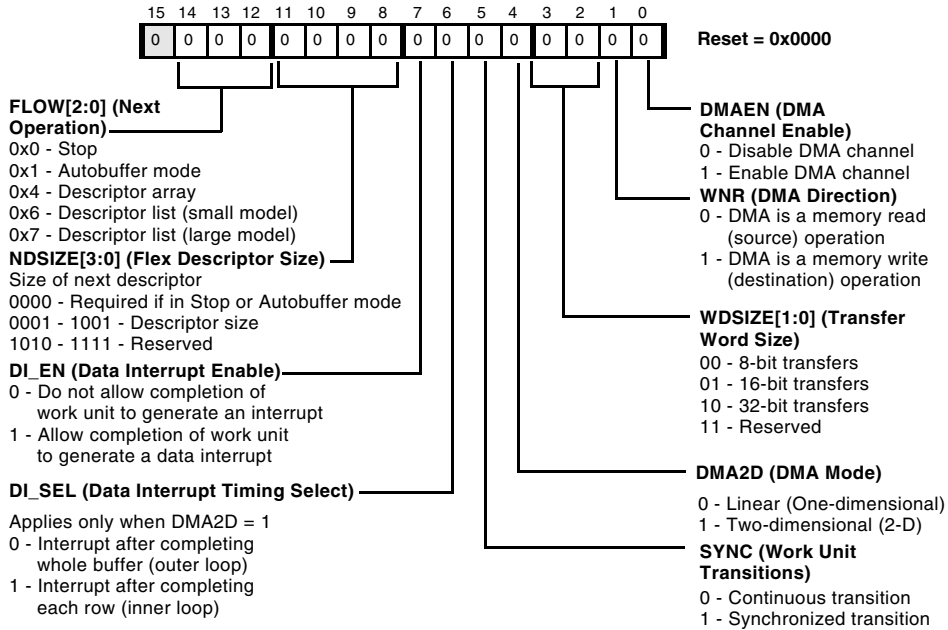 15 14 13 12 11 10 9 8 7 6 5 4 3 2 1 0
0 0 0 0 0 0 0 0 0 0 0 0 0 0 0 0
Reset = 0x0000
FLOW[2:0] (Next
Operation)
0x0 - Stop
0x1 - Autobuffer mode
0x4 - Descriptor array
0x6 - Descriptor list (small model)
0x7 - Descriptor list (large model)
NDSIZE[3:0] (Flex Descriptor Size)
Size of next descriptor
0000 - Required if in Stop or Autobuffer mode
0001 - 1001 - Descriptor size
1010 - 1111 - Reserved
DI_EN (Data Interrupt Enable)
0 - Do not allow completion of
work unit to generate an interrupt
1 - Allow completion of work unit
to generate a data interrupt
DI_SEL (Data Interrupt Timing Select)
Applies only when DMA2D = 1
0 - Interrupt after completing
whole buffer (outer loop)
1 - Interrupt after completing
each row (inner loop)
DMAEN (DMA
Channel Enable)
0 - Disable DMA channel
1 - Enable DMA channel
WNR (DMA Direction)
0 - DMA is a memory read
(source) operation
1 - DMA is a memory write
(destination) operation
WDSIZE[1:0] (Transfer
Word Size)
00 - 8-bit transfers
01 - 16-bit transfers
10 - 32-bit transfers
11 - Reserved
DMA2D (DMA Mode)
0 - Linear (One-dimensional)
1 - Two-dimensional (2-D)
SYNC (Work Unit
Transitions)
0 - Continuous transition
1 - Synchronized transition